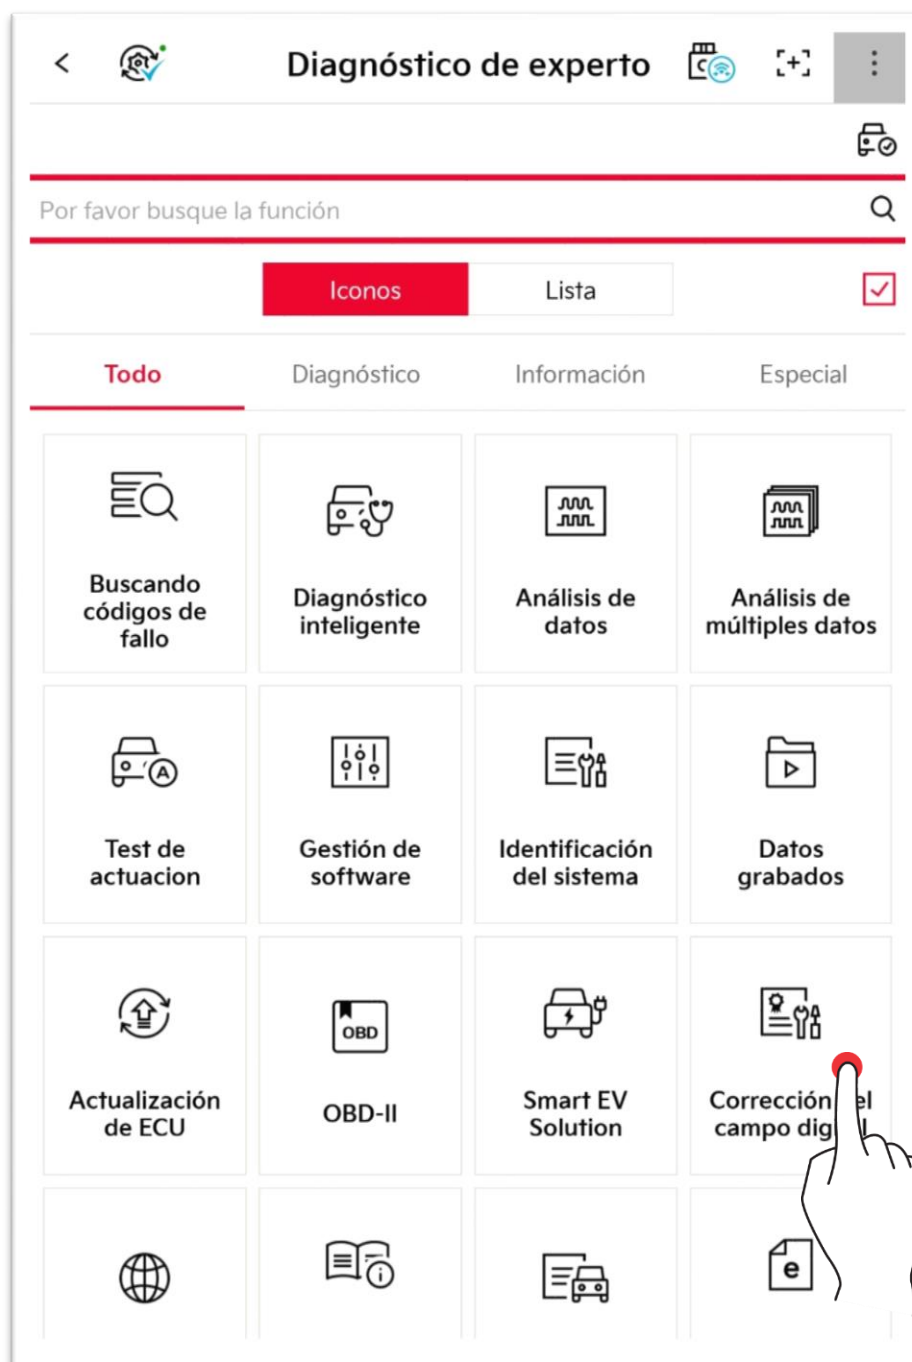 Diagnóstico de experto
Por favor busque la función
Iconos
Lista
Todo
Diagnóstico
Información
Especial
Buscando
códigos de
fallo
Diagnóstico
inteligente
Análisis de
datos
Análisis de
múltiples datos
A
Test de
actuacion
Gestión de
software
Identificación
del sistema
Datos
grabados
Actualización
de ECU
OBD
OBD-II
Smart EV
Solution
Corrección el
campo dig l
e